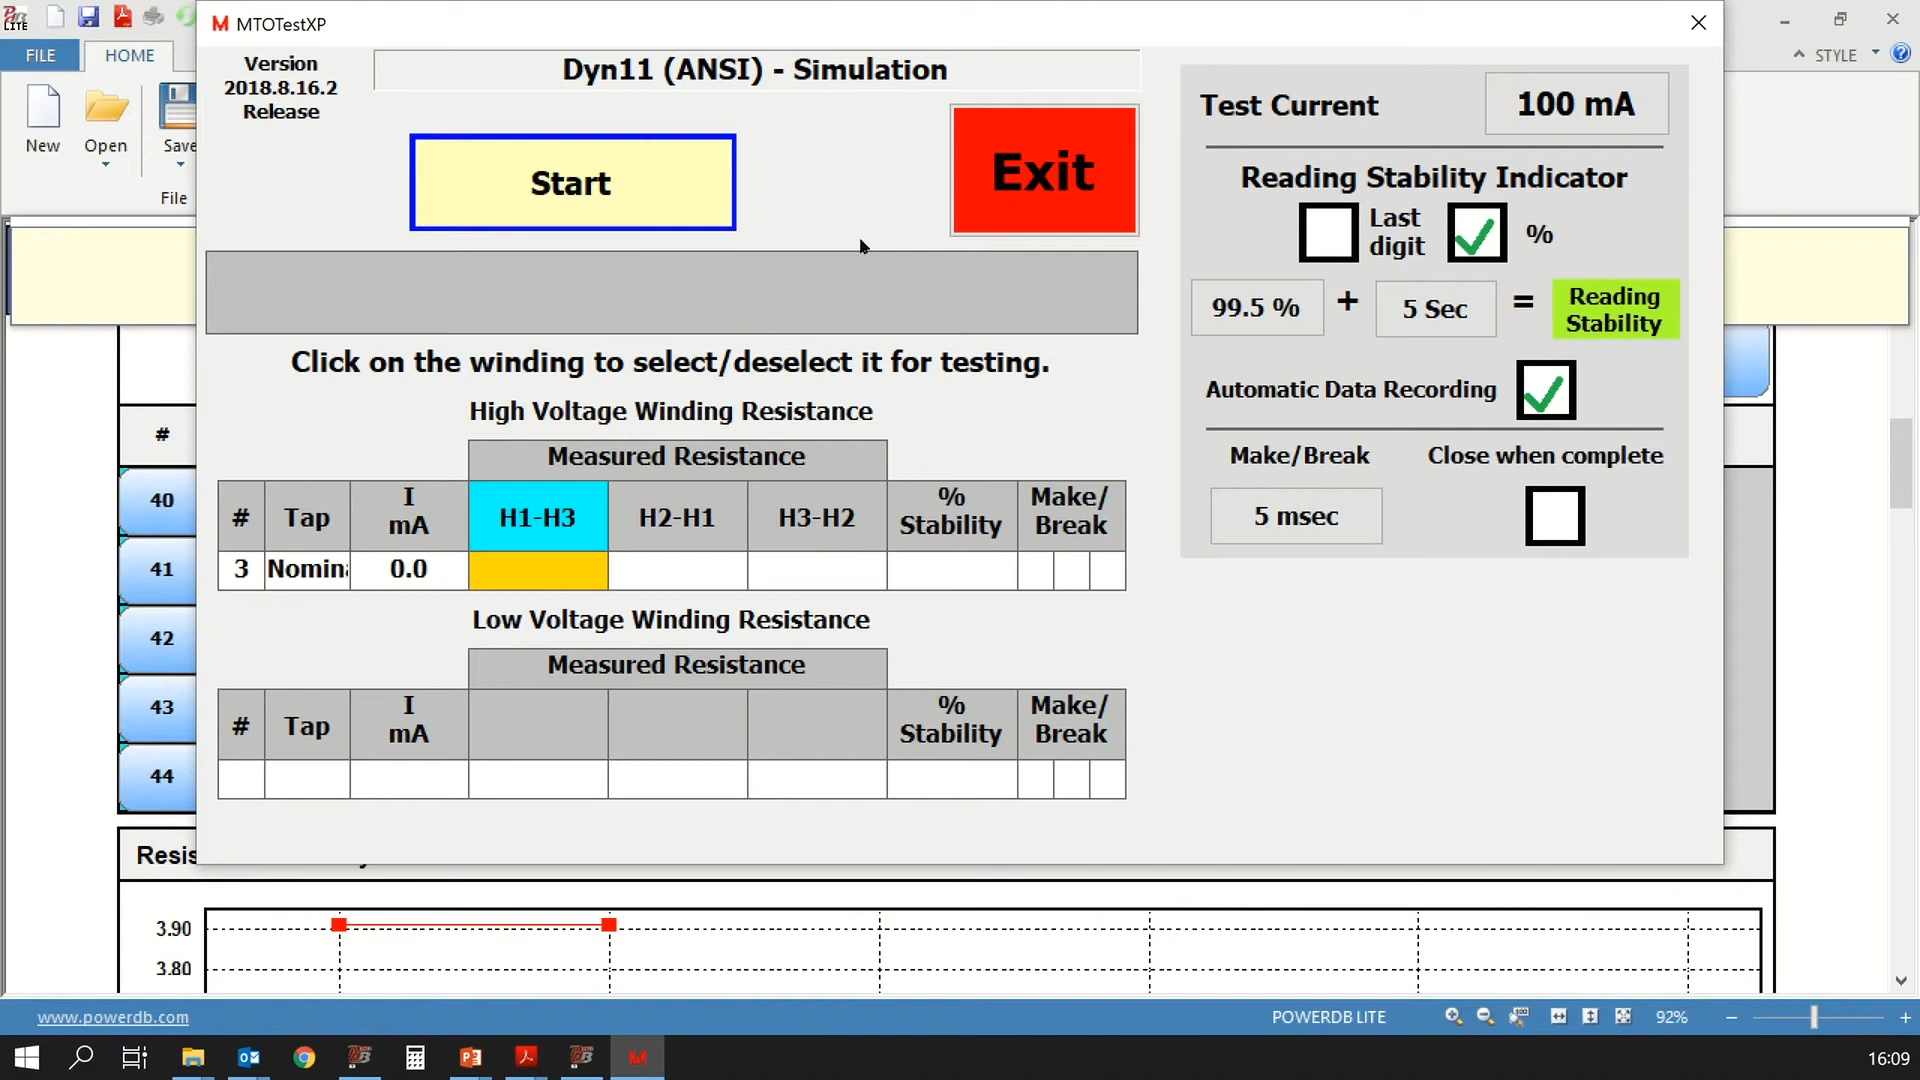 MTOTestXP
LITE
FILE
HOME
STYLE
New
Open
Save
File
Version
2018.8.16.2
Release
Dyn11 (ANSI) - Simulation
Start
Exit
Test Current
100 mA
Reading Stability Indicator
Last
digit
%
99.5 %
+
5 Sec
=
Reading
Stability
Automatic Data Recording
Make/Break
Close when complete
5 msec
Click on the winding to select/deselect it for testing.
High Voltage Winding Resistance
Measured Resistance
# Tap I mA H1-H3 H2-H1 H3-H2 % Stability Make/ Break
3 Nomin 0.0
Low Voltage Winding Resistance
Measured Resistance
# Tap I mA % Stability Make/ Break
#
40
41
42
43
44
Resis
3.90
3.80
www.powerdb.com
POWERDB LITE
92%
16:09